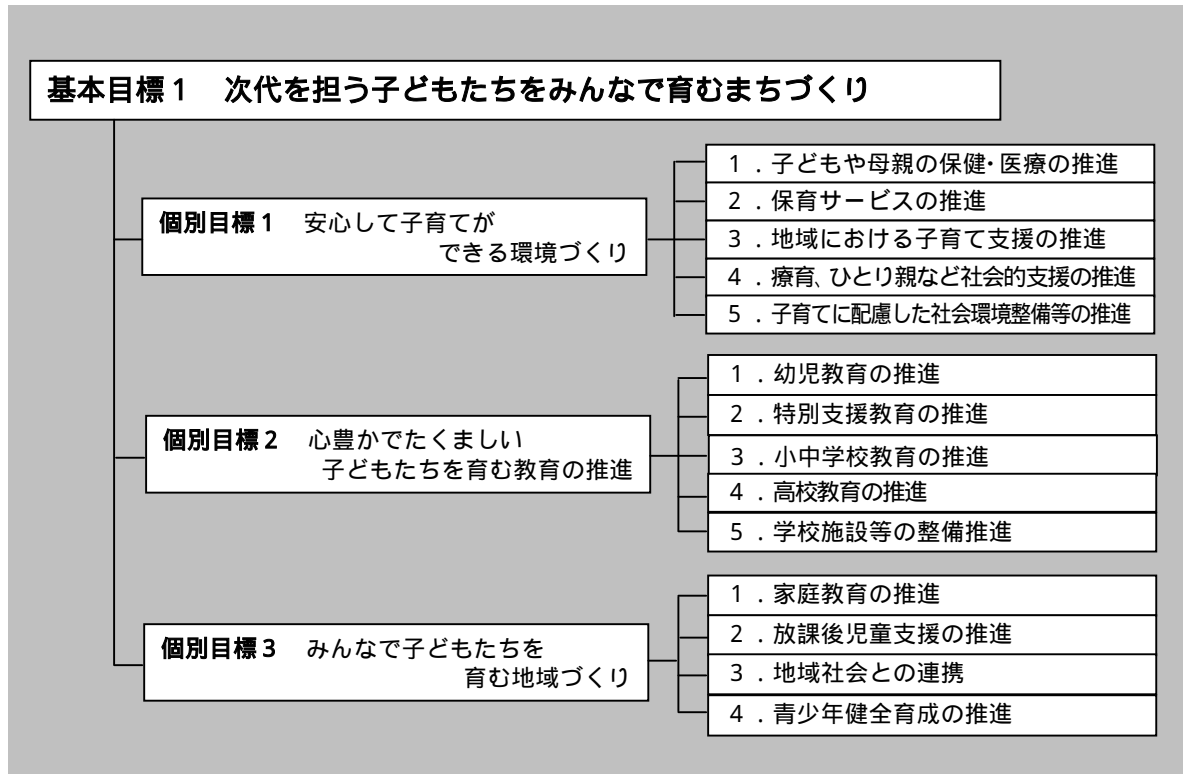 基本目標1 次代を担う子どもたちをみんなで育むまちづくり
個別目標1 安心して子育てが
できる環境づくり
1．子どもや母親の保健・医療の推進
2．保育サービスの推進
3．地域における子育て支援の推進
4．療育、ひとり親など社会的支援の推進
5．子育てに配慮した社会環境整備等の推進
個別目標2 心豊かでたくましい
子どもたちを育む教育の推進
1．幼児教育の推進
2．特別支援教育の推進
3．小中学校教育の推進
4．高校教育の推進
5．学校施設等の整備推進
個別目標3 みんなで子どもたちを
育む地域づくり
1．家庭教育の推進
2．放課後児童支援の推進
3．地域社会との連携
4．青少年健全育成の推進